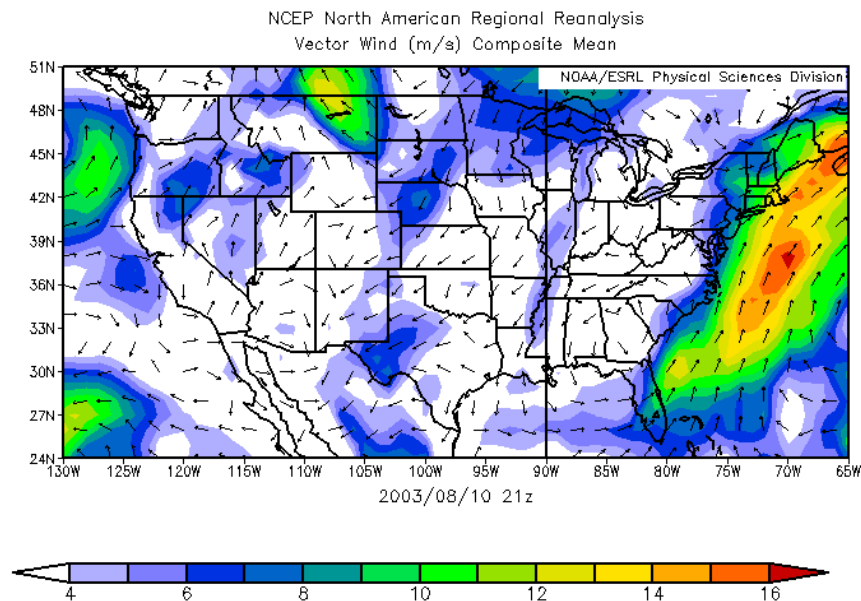 NCEP North American Regional Reanalysis
Vector Wind (m/s) Composite Mean
NOAA/ESRL Physical Sciences Division
51N
48N
45N
42N
39N
36N
33N
30N
27N
24N
130W 125W 120W 115W 110W 105W 100W 95W 90W 85W 80W 75W 70W 65W
2003/08/10 21z
4 6 8 10 12 14 16